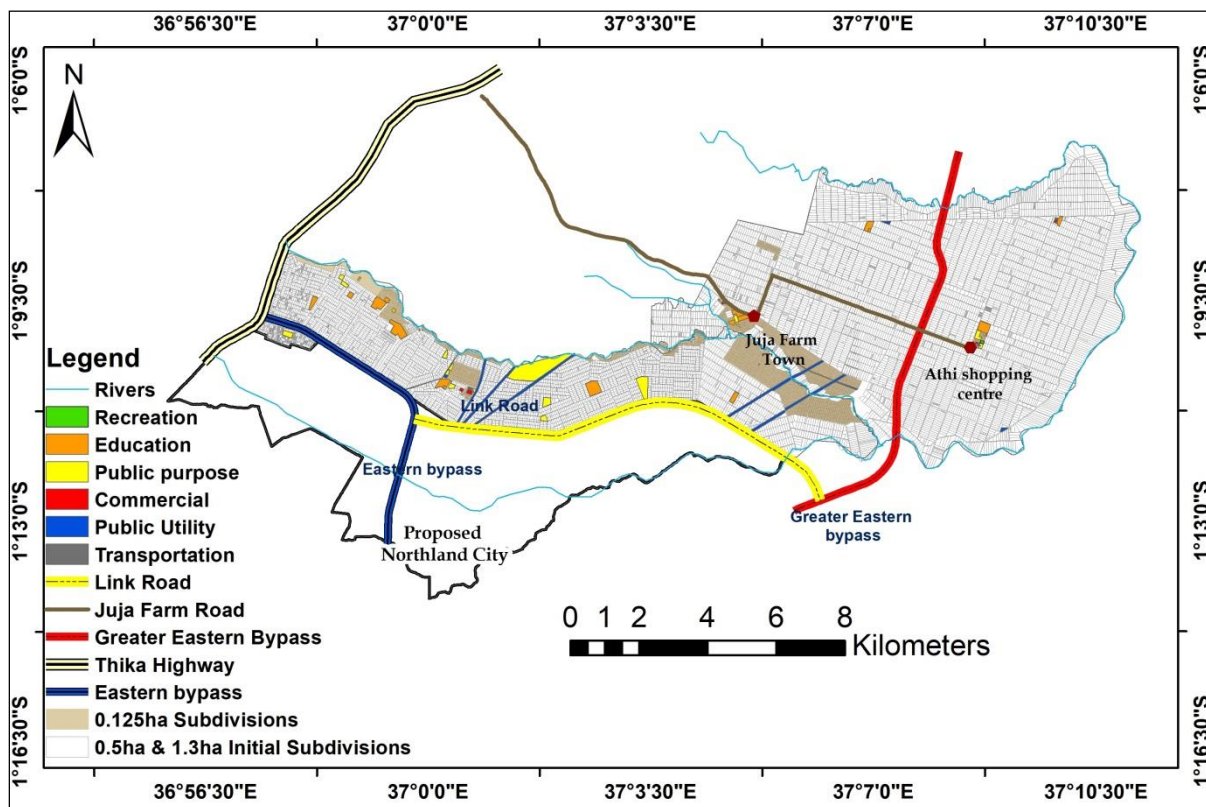 36°56'30"E 37°0'0"E 37°3'30"E 37°7'0"E 37°10'30"E
1°6'0"S
1°6'0"S
N
1°9'30"S
1°9'30"S
Juja Farm
Town
Athi shopping
centre
Link Road
Eastern bypass
Greater Eastern
bypass
Proposed
Northland City
1°13'0"S
1°13'0"S
Legend
Rivers
Recreation
Education
Public purpose
Commercial
Public Utility
Transportation
Link Road
Juja Farm Road
Greater Eastern Bypass
Thika Highway
Eastern bypass
0.125ha Subdivisions
0.5ha & 1.3ha Initial Subdivisions
0 1 2 4 6 8
Kilometers
1°16'30"S
1°16'30"S
36°56'30"E 37°0'0"E 37°3'30"E 37°7'0"E 37°10'30"E